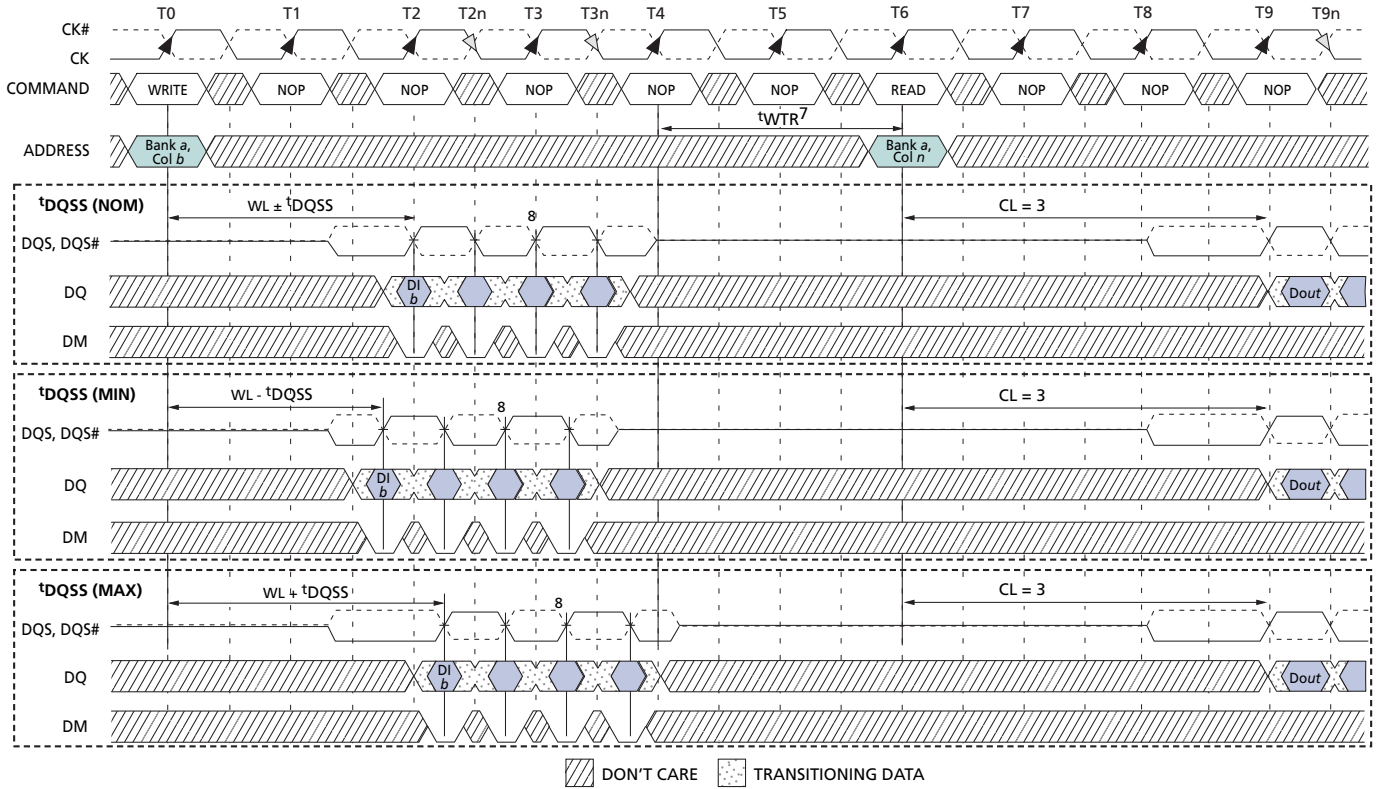 T0 T1 T2 T2n T3 T3n T4 T5 T6 T7 T8 T9 T9n
CK#
CK
COMMAND WRITE NOP NOP NOP NOP NOP READ NOP NOP NOP
tWTR7
ADDRESS Bank a, Col b Bank a, Col n
tDQSS (NOM) WL ± tDQSS 8 CL = 3
DQS, DQS#
DQ DI b Dout
DM
tDQSS (MIN) WL - tDQSS 8 CL = 3
DQS, DQS#
DQ DI b Dout
DM
tDQSS (MAX) WL + tDQSS 8 CL = 3
DQS, DQS#
DQ DI b Dout
DM
DON'T CARE TRANSITIONING DATA